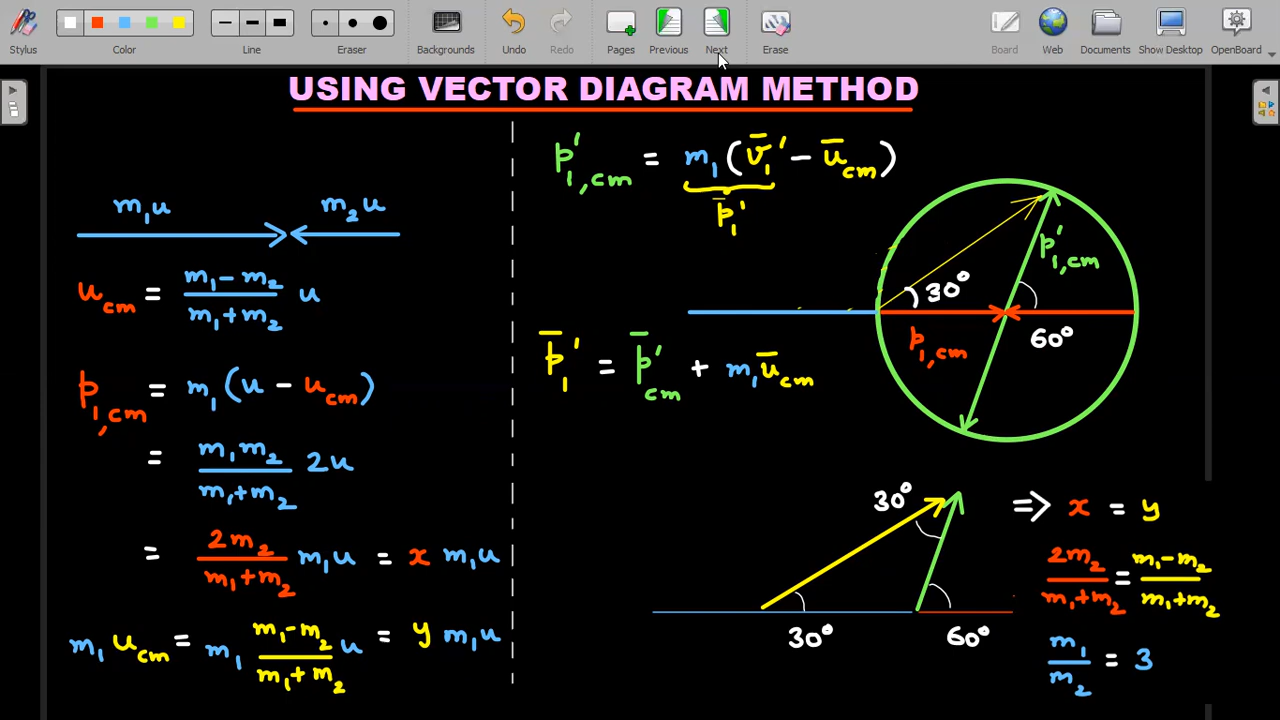 Stylus
Color
Line
Eraser
Backgrounds
Undo
Redo
Pages
Previous
Next
Erase
Board
Web
Documents
Show Desktop
OpenBoard
USING VECTOR DIAGRAM METHOD
m₁u m₂u
u_cm = (m₁ - m₂)/(m₁ + m₂) u
p_1,cm = m₁(u - u_cm)
= (m₁m₂)/(m₁+m₂) 2u
= (2m₂)/(m₁+m₂) m₁u = x m₁u
m₁ u_cm = m₁ (m₁-m₂)/(m₁+m₂) u = y m₁u
p'_1,cm = m₁(v̄₁' - ū_cm)
p̄₁'
p̄₁' = p̄'_cm + m₁ū_cm
p'_1,cm
30°
p_1,cm
60°
30°
30°
60°
=> x = y
(2m₂)/(m₁+m₂) = (m₁-m₂)/(m₁+m₂)
m₁/m₂ = 3